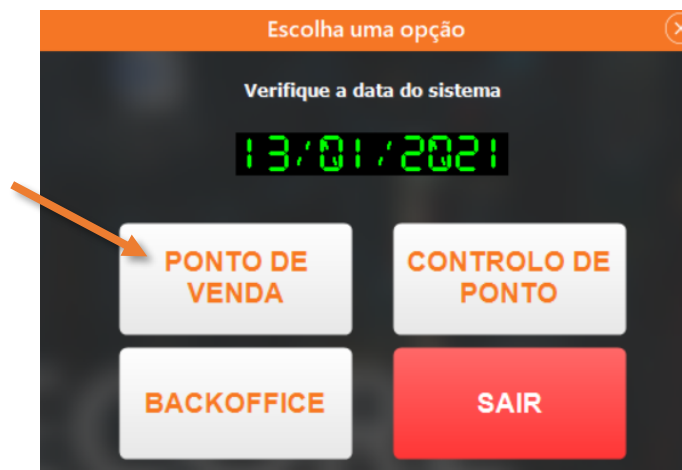 Escolha uma opção
Verifique a data do sistema
13/01/2021
PONTO DE
VENDA
CONTROLO DE
PONTO
BACKOFFICE
SAIR